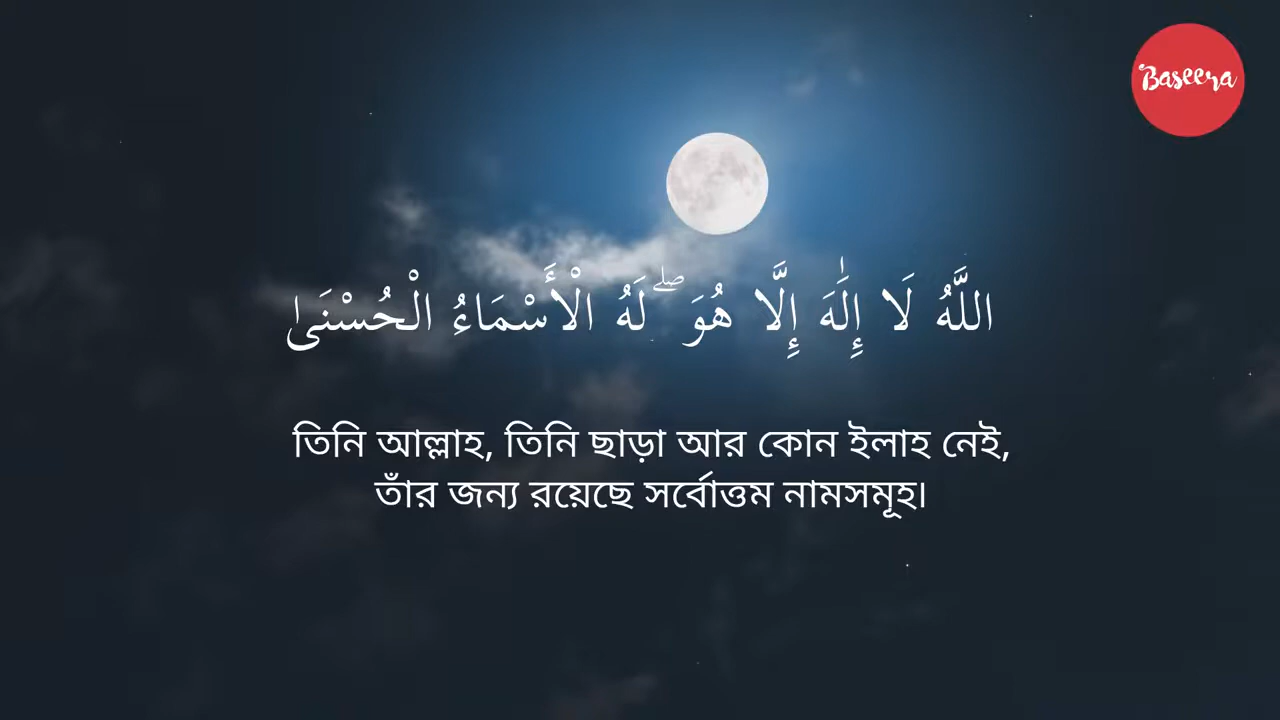 Baseera
اللَّهُ لَا إِلَٰهَ إِلَّا هُوَ ۖ لَهُ الْأَسْمَاءُ الْحُسْنَىٰ
তিনি আল্লাহ, তিনি ছাড়া আর কোন ইলাহ নেই,
তাঁর জন্য রয়েছে সর্বোত্তম নামসমূহ।